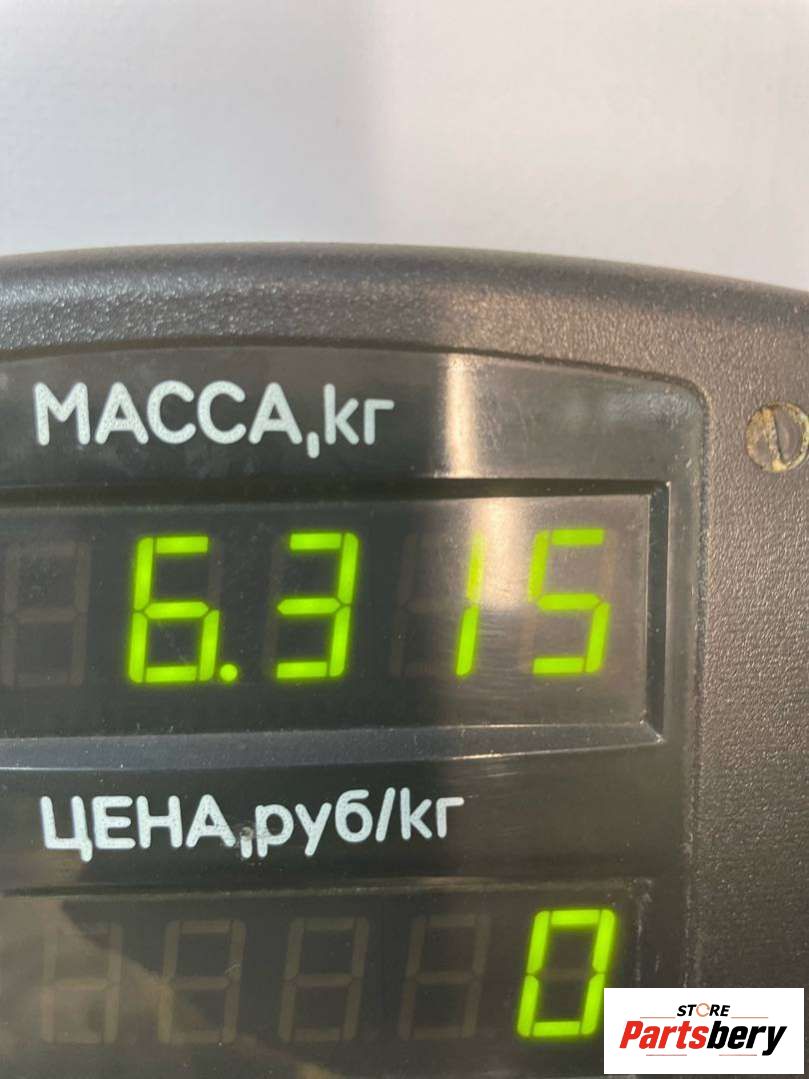 МАССА,кг
6.315
ЦЕНА,руб/кг
0
STORE
Partsbery